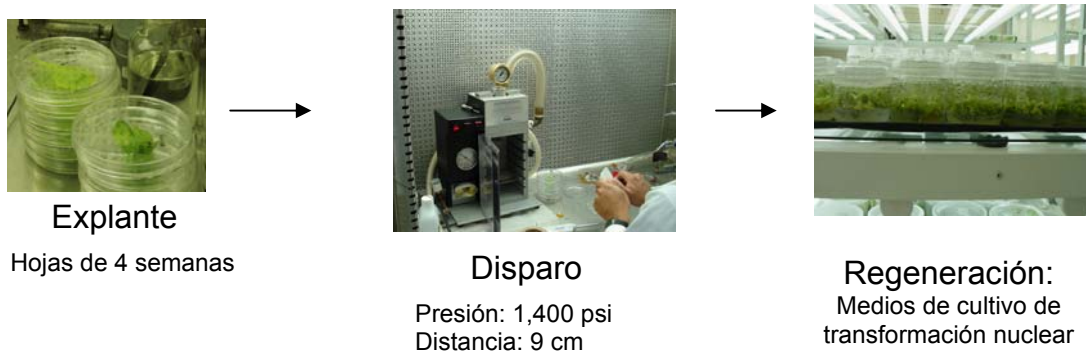 Explante
Hojas de 4 semanas
Disparo
Presión: 1,400 psi
Distancia: 9 cm
Regeneración:
Medios de cultivo de
transformación nuclear